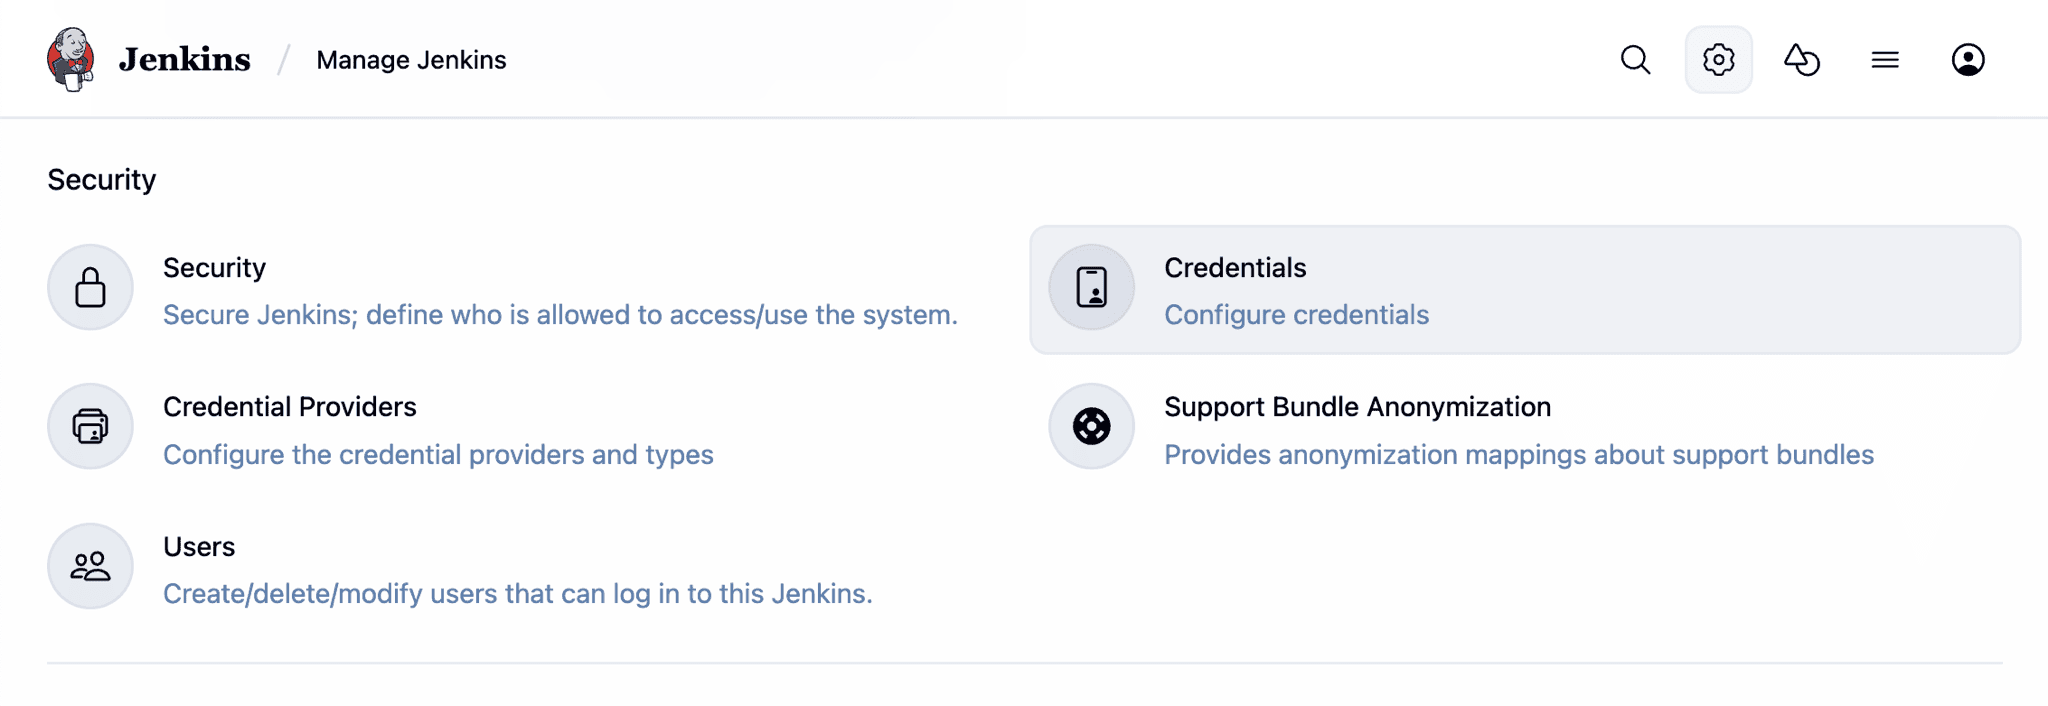 Jenkins / Manage Jenkins
Security
Security
Secure Jenkins; define who is allowed to access/use the system.
Credentials
Configure credentials
Credential Providers
Configure the credential providers and types
Support Bundle Anonymization
Provides anonymization mappings about support bundles
Users
Create/delete/modify users that can log in to this Jenkins.